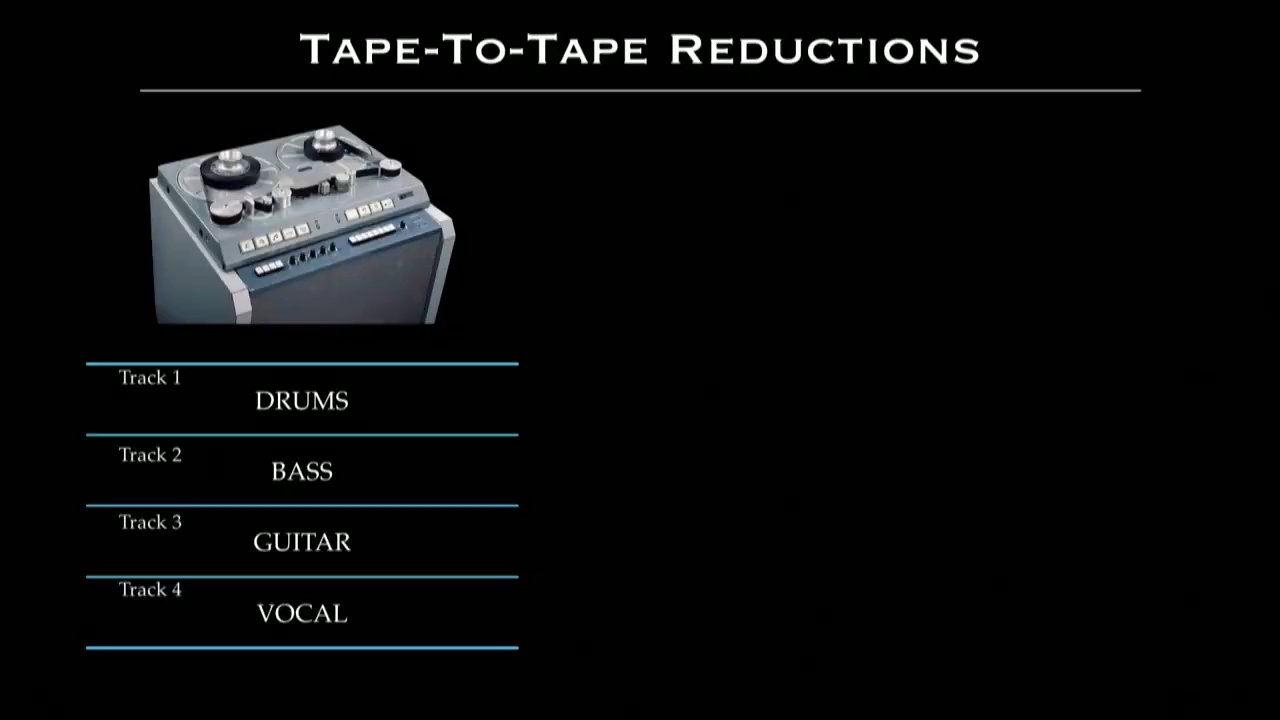 TAPE-TO-TAPE REDUCTIONS
Track 1
DRUMS
Track 2
BASS
Track 3
GUITAR
Track 4
VOCAL